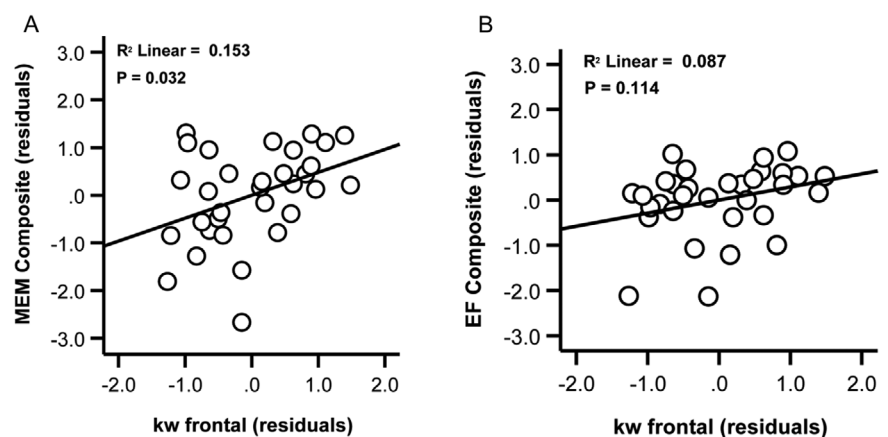 A
R² Linear = 0.153
P = 0.032
3.0
2.0
1.0
.0
-1.0
-2.0
-3.0
MEM Composite (residuals)
-2.0 -1.0 .0 1.0 2.0
kw frontal (residuals)
B
R² Linear = 0.087
P = 0.114
3.0
2.0
1.0
.0
-1.0
-2.0
-3.0
EF Composite (residuals)
-2.0 -1.0 .0 1.0 2.0
kw frontal (residuals)